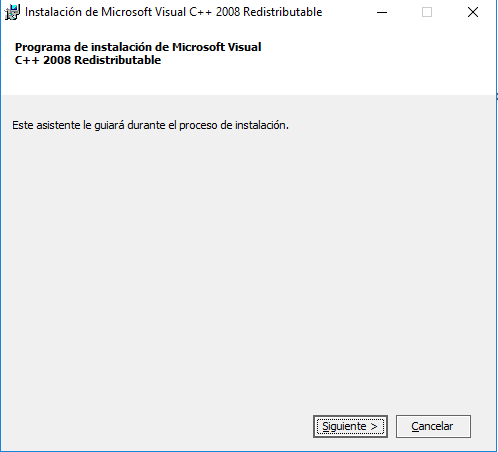 Instalación de Microsoft Visual C++ 2008 Redistributable
Programa de instalación de Microsoft Visual
C++ 2008 Redistributable
Este asistente le guiará durante el proceso de instalación.
Siguiente >
Cancelar